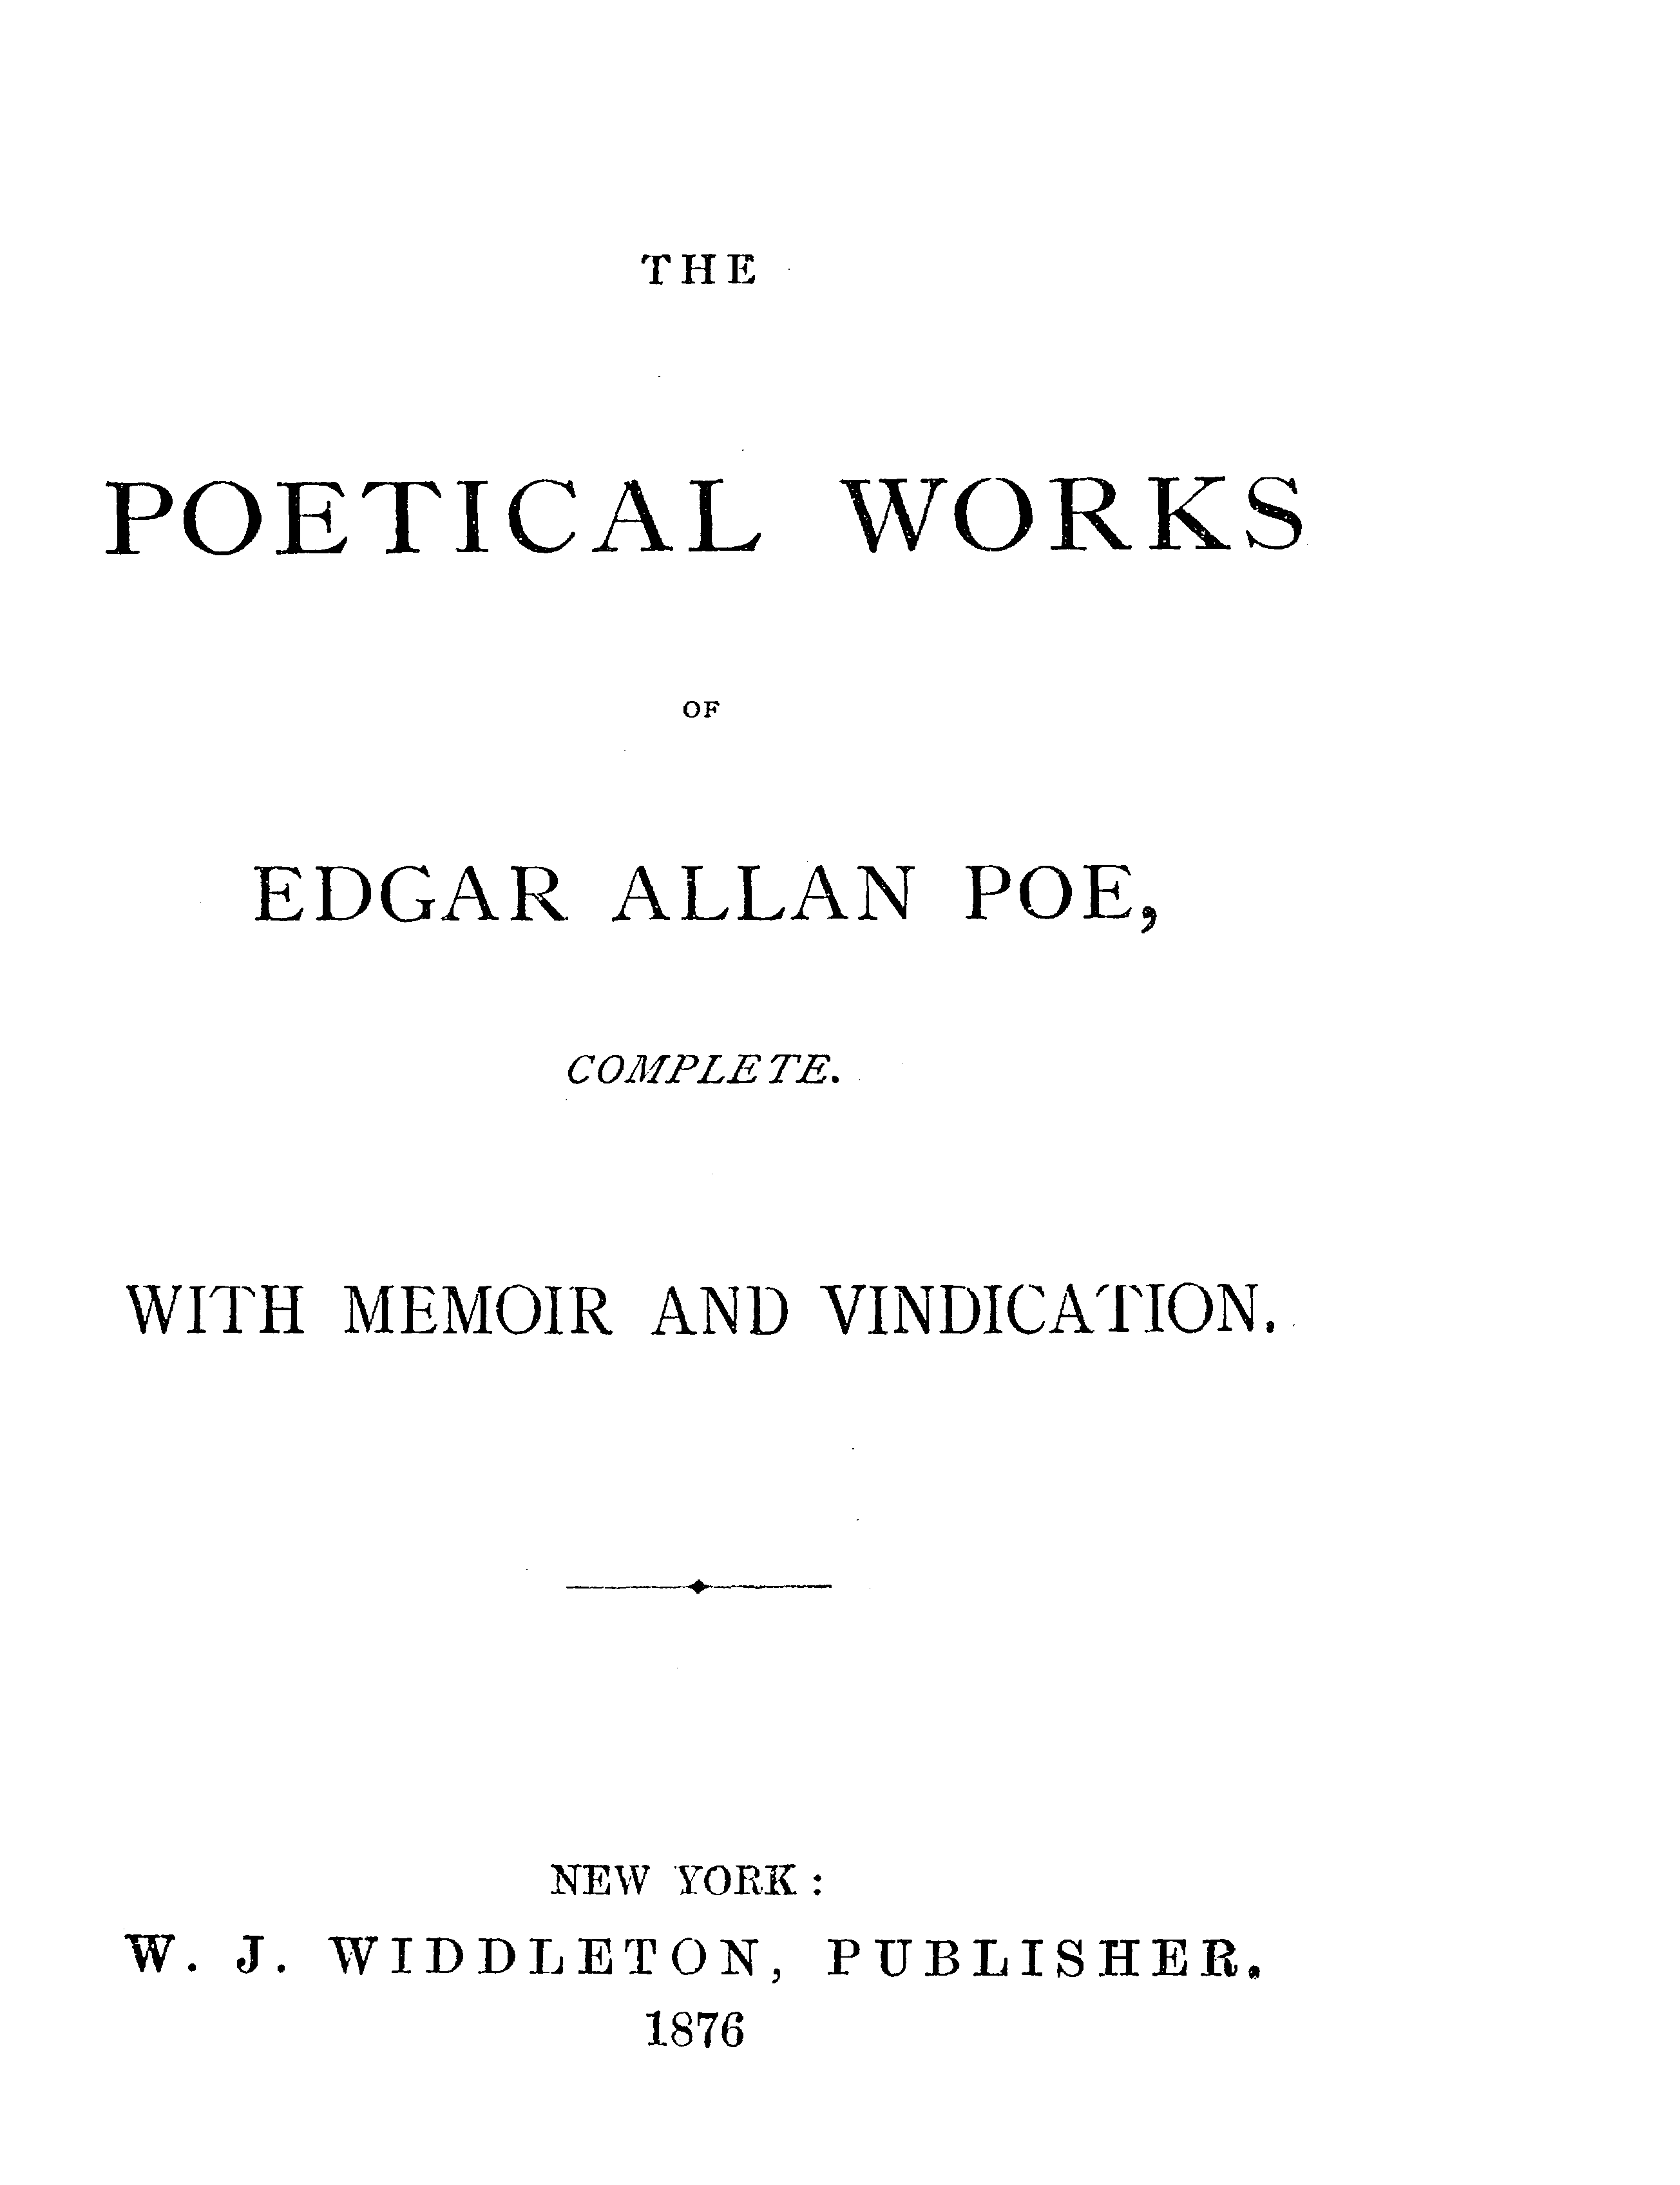 THE
POETICAL WORKS
OF
EDGAR ALLAN POE,
COMPLETE.
WITH MEMOIR AND VINDICATION.
NEW YORK:
W. J. WIDDLETON, PUBLISHER.
1876